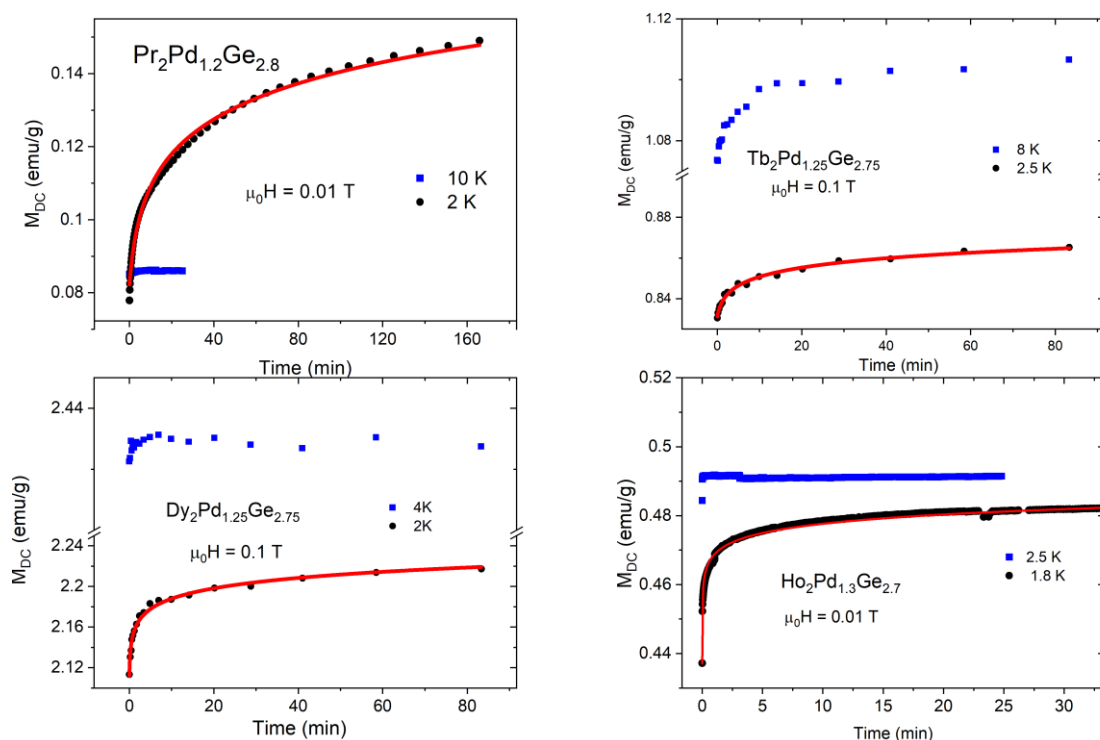 0.14
0.12
0.1
0.08
M_DC (emu/g)
Pr₂Pd₁.₂Ge₂.₈
μ₀H = 0.01 T
10 K
2 K
0 40 80 120 160
Time (min)
1.12
1.08
0.88
0.84
M_DC (emu/g)
Tb₂Pd₁.₂₅Ge₂.₇₅
μ₀H = 0.1 T
8 K
2.5 K
0 20 40 60 80
Time (min)
2.44
2.24
2.20
2.16
2.12
M_DC (emu/g)
Dy₂Pd₁.₂₅Ge₂.₇₅
μ₀H = 0.1 T
4K
2K
0 20 40 60 80
Time (min)
0.52
0.5
0.48
0.46
0.44
M_DC (emu/g)
Ho₂Pd₁.₃Ge₂.₇
μ₀H = 0.01 T
2.5 K
1.8 K
0 5 10 15 20 25 30
Time (min)